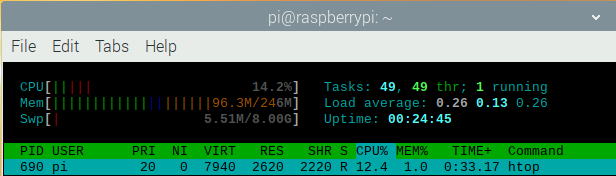 pi@raspberrypi: ~
File Edit Tabs Help
CPU[||||| 14.2%] Tasks: 49, 49 thr; 1 running
Mem[||||||||||||||||||||||96.3M/246M] Load average: 0.26 0.13 0.26
Swp[| 5.51M/8.00G] Uptime: 00:24:45
PID USER PRI NI VIRT RES SHR S CPU% MEM% TIME+ Command
690 pi 20 0 7940 2620 2220 R 12.4 1.0 0:33.17 htop